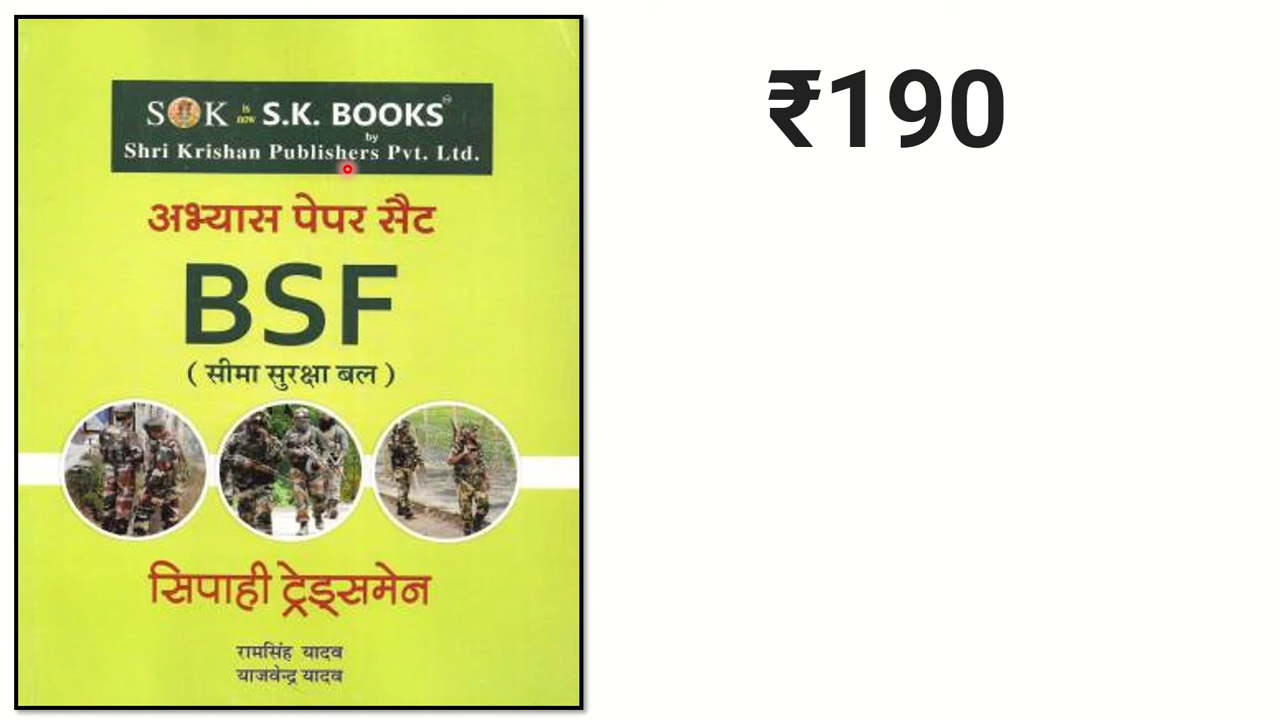 SK is now S.K. BOOKS
by
Shri Krishan Publishers Pvt. Ltd.
अभ्यास पेपर सैट
BSF
( सीमा सुरक्षा बल )
सिपाही ट्रेड्समेन
रामसिंह यादव
याजवेन्द्र यादव
₹190